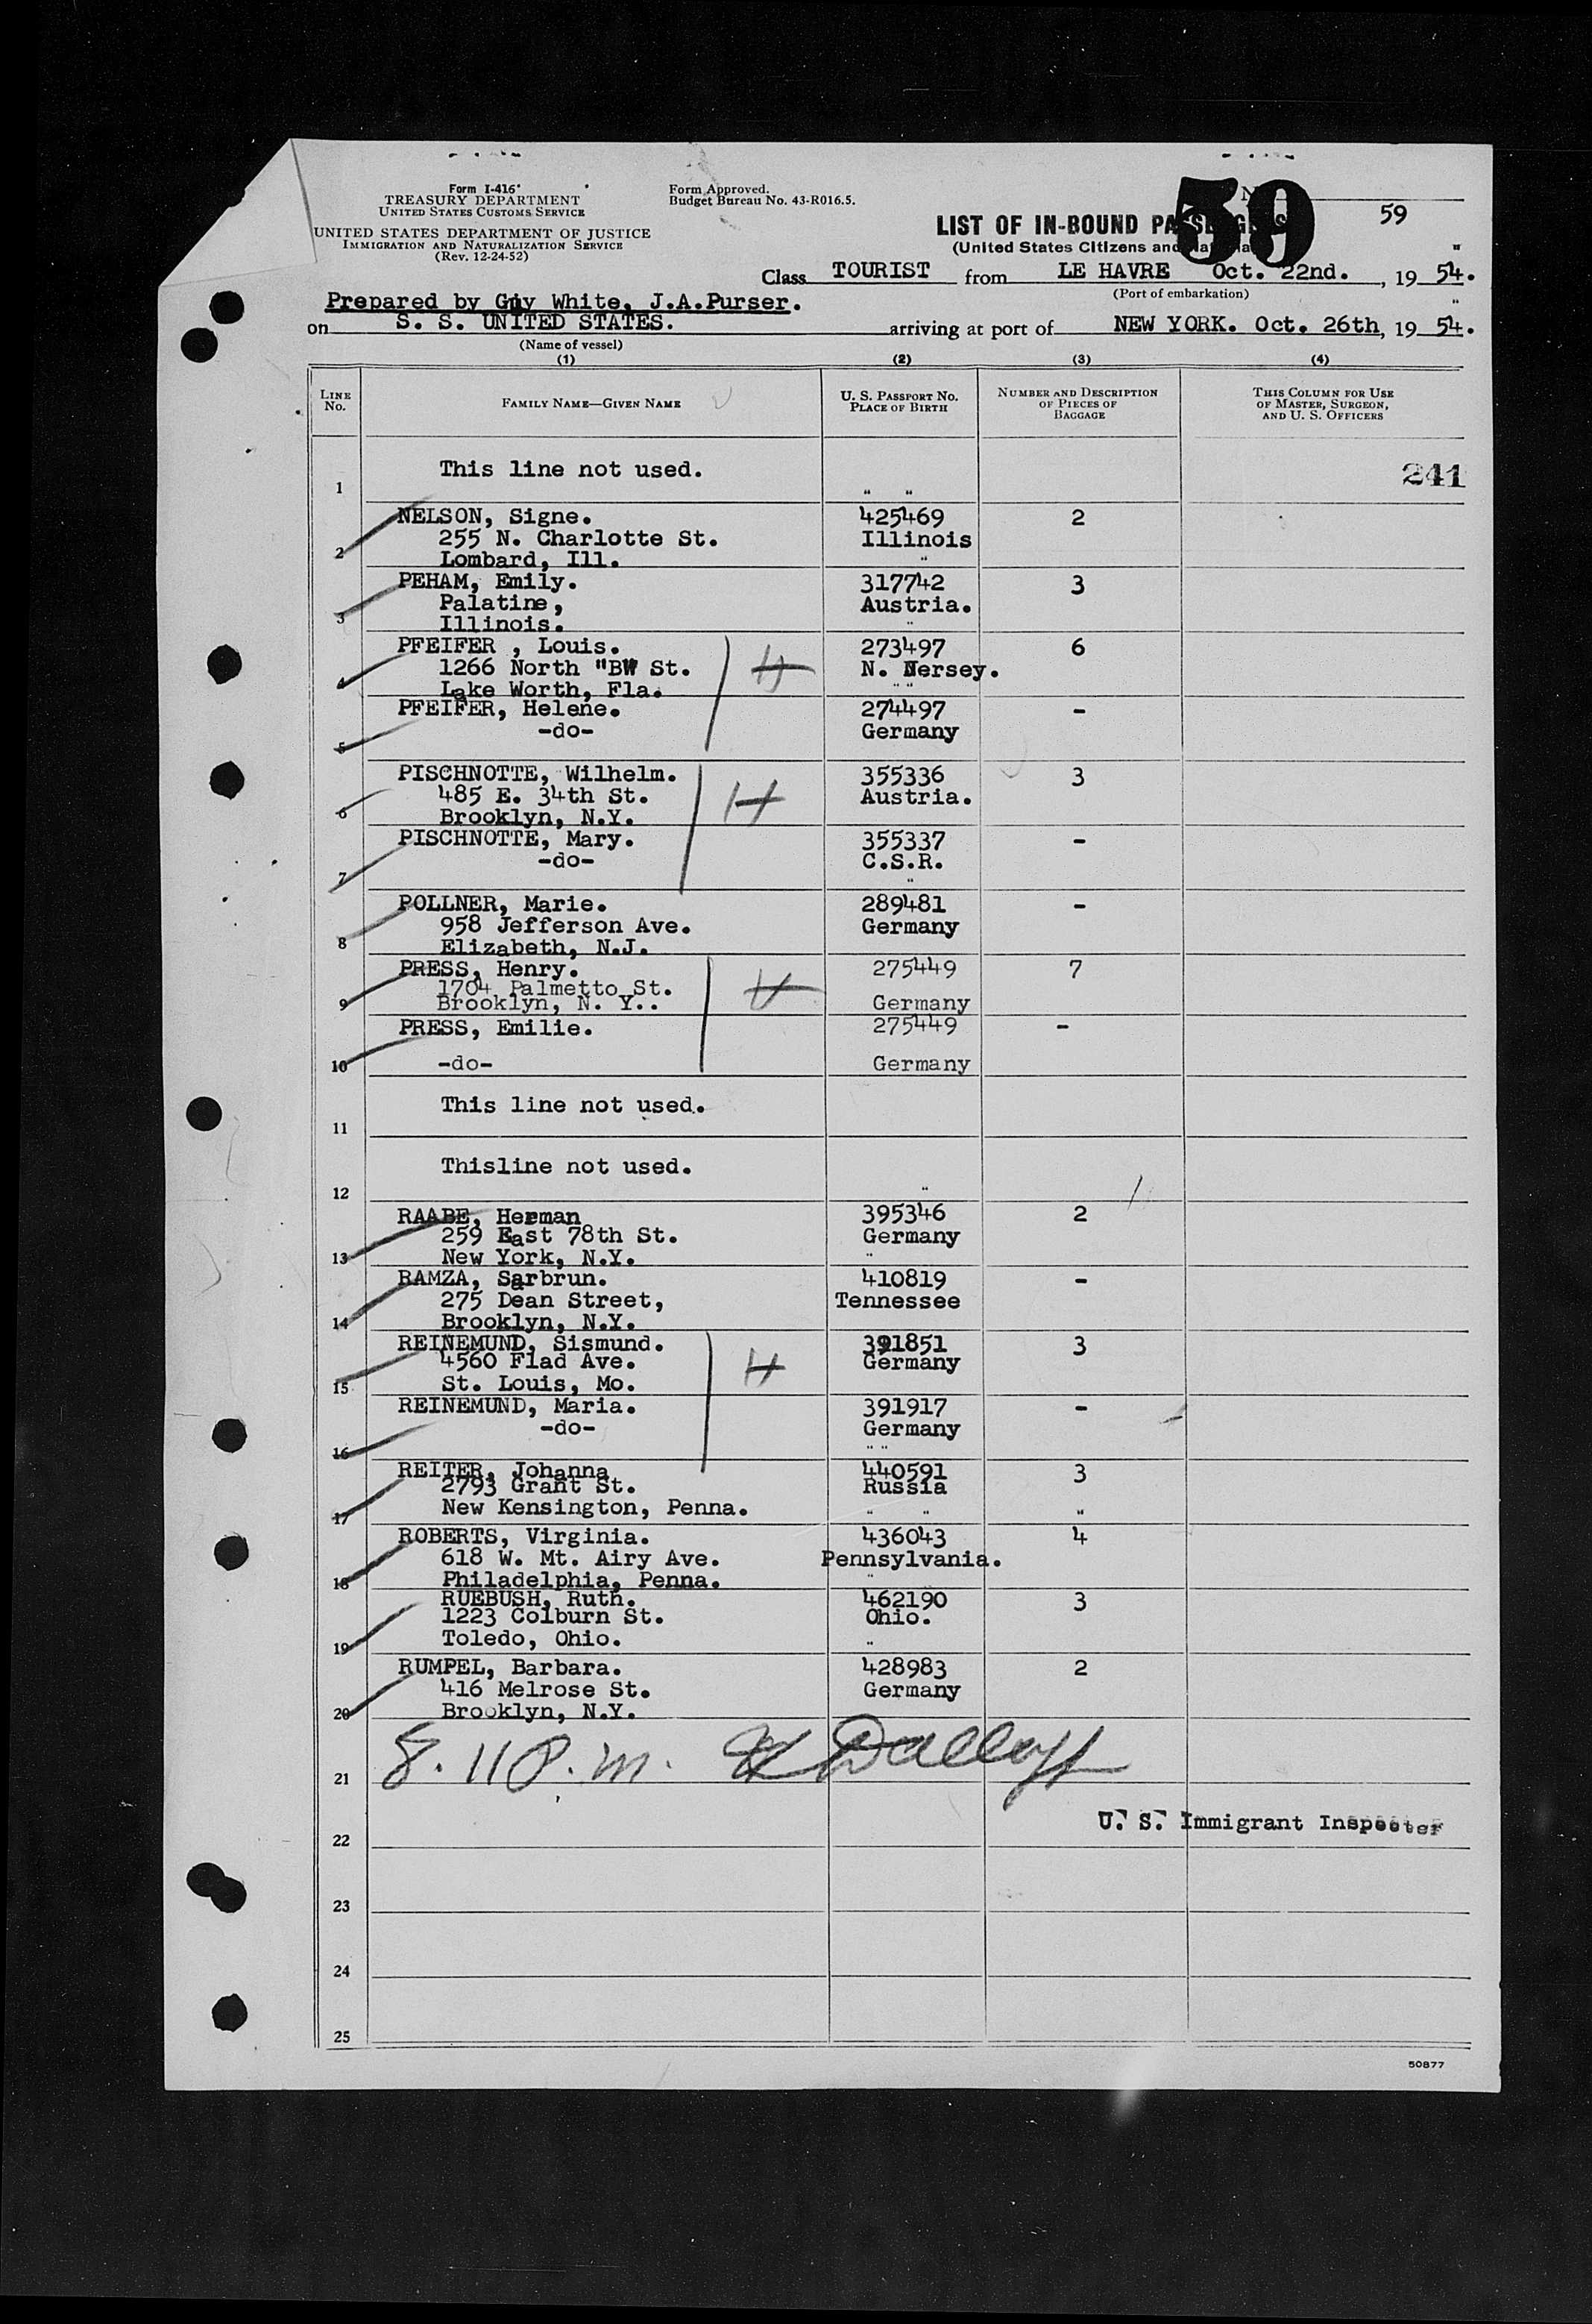 Form I-416
TREASURY DEPARTMENT
UNITED STATES CUSTOMS SERVICE
UNITED STATES DEPARTMENT OF JUSTICE
IMMIGRATION AND NATURALIZATION SERVICE
(Rev. 12-24-52)
Form Approved.
Budget Bureau No. 43-R016.5.
59
59
LIST OF IN-BOUND PASSENGERS
(United States Citizens and Nationals)
Class TOURIST from LE HAVRE Oct. 22nd. , 19 54.
(Port of embarkation)
Prepared by Guy White, J.A.Purser.
on S. S. UNITED STATES. arriving at port of NEW YORK. Oct. 26th, 19 54.
(Name of vessel)
(1) (2) (3) (4)
LINE No. FAMILY NAME—GIVEN NAME U. S. PASSPORT NO. PLACE OF BIRTH NUMBER AND DESCRIPTION OF PIECES OF BAGGAGE THIS COLUMN FOR USE OF MASTER, SURGEON, AND U. S. OFFICERS
1 This line not used. 241
NELSON, Signe. 425469 2
255 N. Charlotte St. Illinois
2 Lombard, Ill.
PEHAM, Emily. 317742 3
Palatine, Austria.
3 Illinois.
PFEIFER , Louis. 273497 6
1266 North "B" St. N. Jersey.
4 Lake Worth, Fla.
PFEIFER, Helene. 274497 -
-do- Germany
5
PISCHNOTTE, Wilhelm. 355336 3
485 E. 34th St. Austria.
6 Brooklyn, N.Y.
PISCHNOTTE, Mary. 355337 -
-do- C.S.R.
7
POLLNER, Marie. 289481 -
958 Jefferson Ave. Germany
8 Elizabeth, N.J.
PRESS, Henry. 275449 7
1704 Palmetto St.
9 Brooklyn, N. Y.. Germany
PRESS, Emilie. 275449 -
10 -do- Germany
This line not used.
11
Thisline not used.
12
RAABE, Herman 395346 2
259 East 78th St. Germany
13 New York, N.Y.
RAMZA, Sarbrun. 410819 -
275 Dean Street, Tennessee
14 Brooklyn, N.Y.
REINEMUND, Sismund. 391851 3
4560 Flad Ave. Germany
15 St. Louis, Mo.
REINEMUND, Maria. 391917 -
-do- Germany
16
REITER, Johanna 440591 3
2793 Grant St. Russia
17 New Kensington, Penna.
ROBERTS, Virginia. 436043 4
618 W. Mt. Airy Ave. Pennsylvania.
18 Philadelphia, Penna.
RUEBUSH, Ruth. 462190 3
1223 Colburn St. Ohio.
19 Toledo, Ohio.
RUMPEL, Barbara. 428983 2
416 Melrose St. Germany
20 Brooklyn, N.Y.
8.11 P.m.
21
U. S. Immigrant Inspector
22
23
24
25
50877